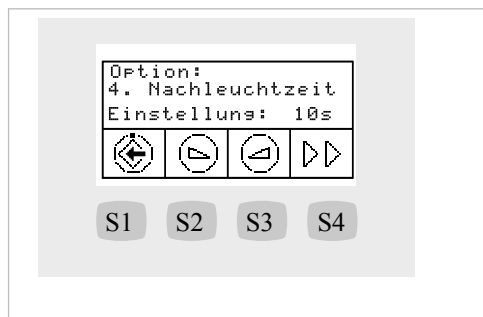 Option:
4. Nachleuchtzeit
Einstellung: 10s
S1 S2 S3 S4